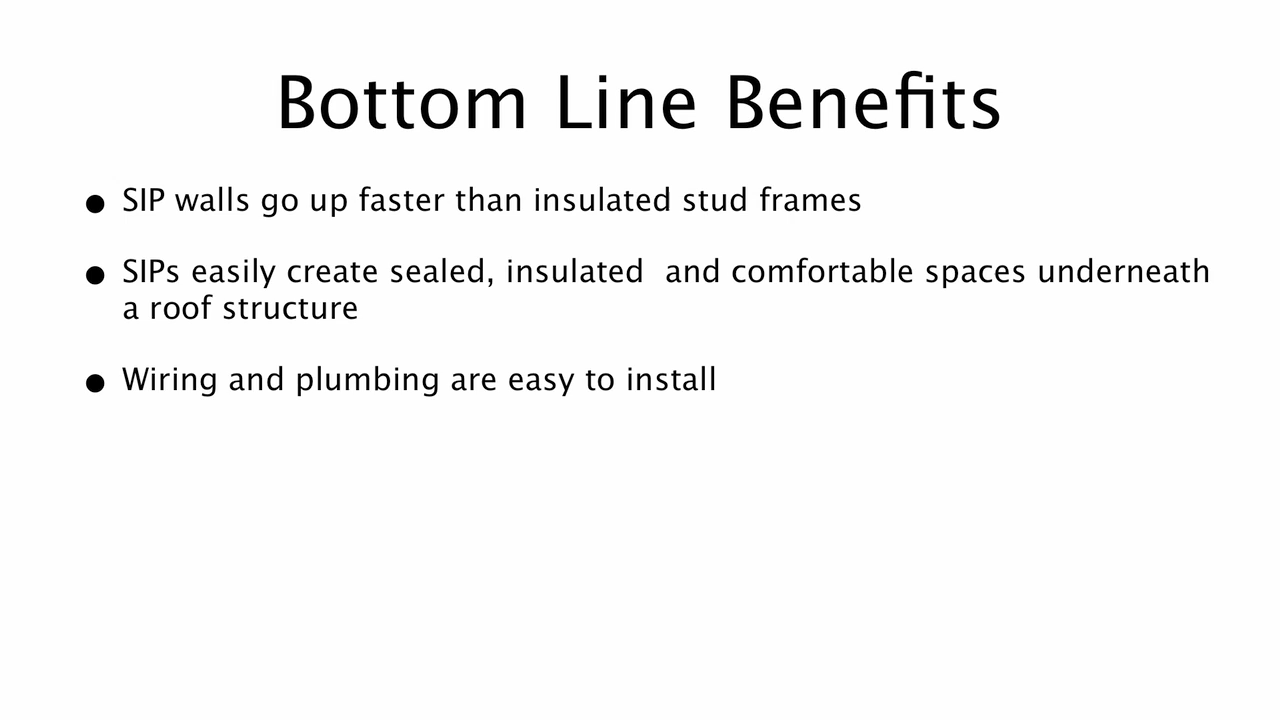 Bottom Line Benefits
• SIP walls go up faster than insulated stud frames
• SIPs easily create sealed, insulated  and comfortable spaces underneath
a roof structure
• Wiring and plumbing are easy to install